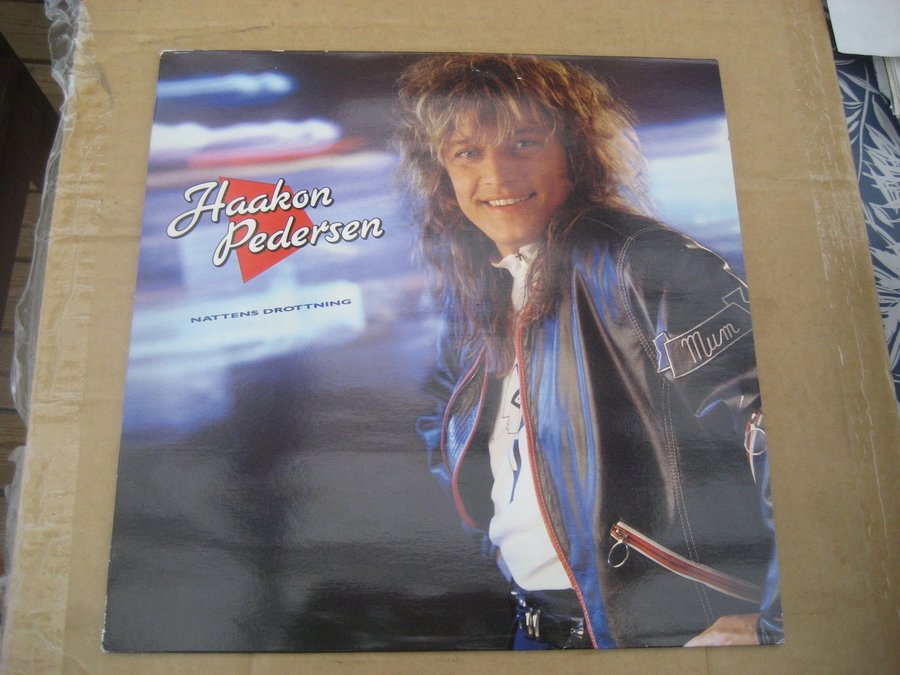 Haakon
Pedersen
NATTENS DROTTNING
Mum